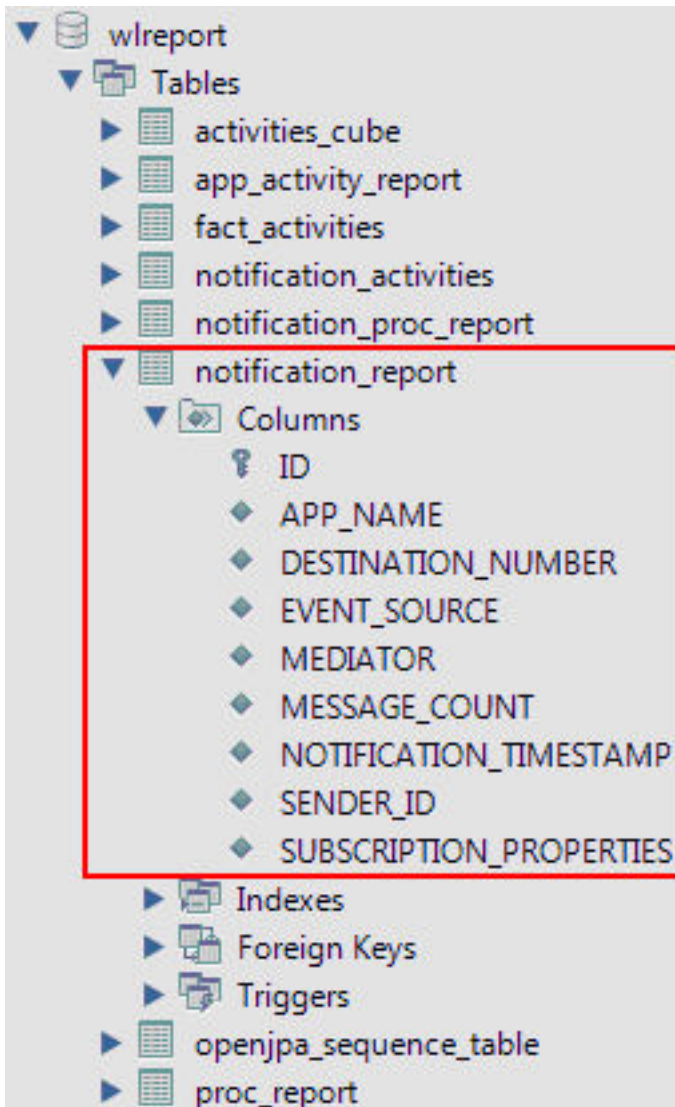 wlreport
Tables
activities_cube
app_activity_report
fact_activities
notification_activities
notification_proc_report
notification_report
Columns
ID
APP_NAME
DESTINATION_NUMBER
EVENT_SOURCE
MEDIATOR
MESSAGE_COUNT
NOTIFICATION_TIMESTAMP
SENDER_ID
SUBSCRIPTION_PROPERTIES
Indexes
Foreign Keys
Triggers
openjpa_sequence_table
proc_report